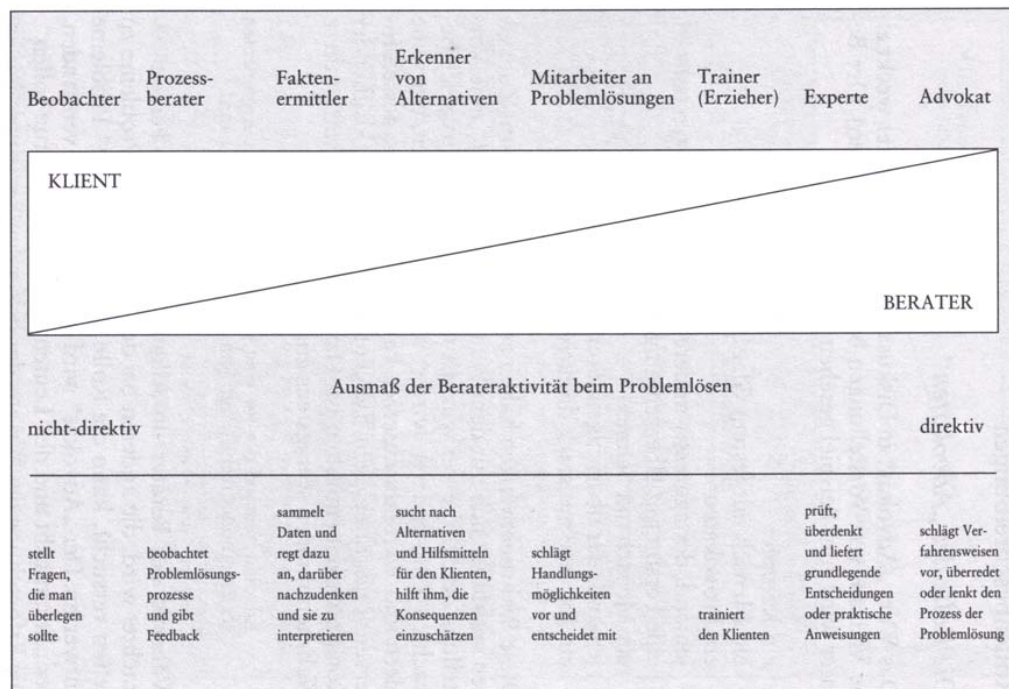 Beobachter
Prozess-
berater
Fakten-
ermittler
Erkenner
von
Alternativen
Mitarbeiter an
Problemlösungen
Trainer
(Erzieher)
Experte
Advokat
KLIENT
BERATER
Ausmaß der Berateraktivität beim Problemlösen
nicht-direktiv
direktiv
stellt
Fragen,
die man
überlegen
sollte
beobachtet
Problemlösungs-
prozesse
und gibt
Feedback
sammelt
Daten und
regt dazu
an, darüber
nachzudenken
und sie zu
interpretieren
sucht nach
Alternativen
und Hilfsmitteln
für den Klienten,
hilft ihm, die
Konsequenzen
einzuschätzen
schlägt
Handlungs-
möglichkeiten
vor und
entscheidet mit
trainiert
den Klienten
prüft,
überdenkt
und liefert
grundlegende
Entscheidungen
oder praktische
Anweisungen
schlägt Ver-
fahrensweisen
vor, überredet
oder lenkt den
Prozess der
Problemlösung